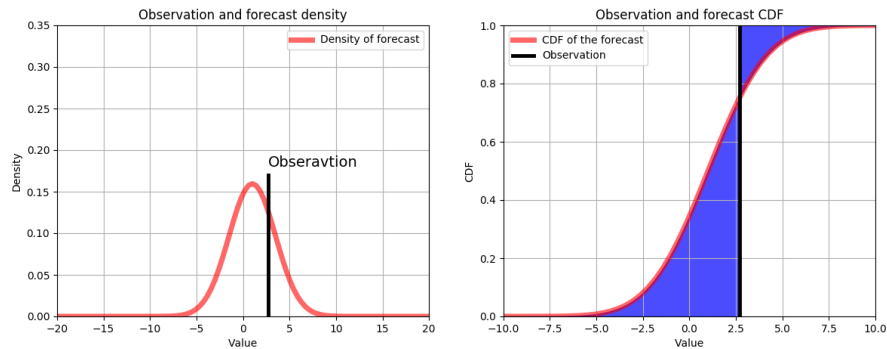 Observation and forecast density
0.35
0.30
0.25
0.20
0.15
0.10
0.05
0.00
Density
Density of forecast
Obseravtion
−20 −15 −10 −5 0 5 10 15 20
Value
Observation and forecast CDF
1.0
0.8
0.6
0.4
0.2
0.0
CDF
CDF of the forecast
Observation
−10.0 −7.5 −5.0 −2.5 0.0 2.5 5.0 7.5 10.0
Value